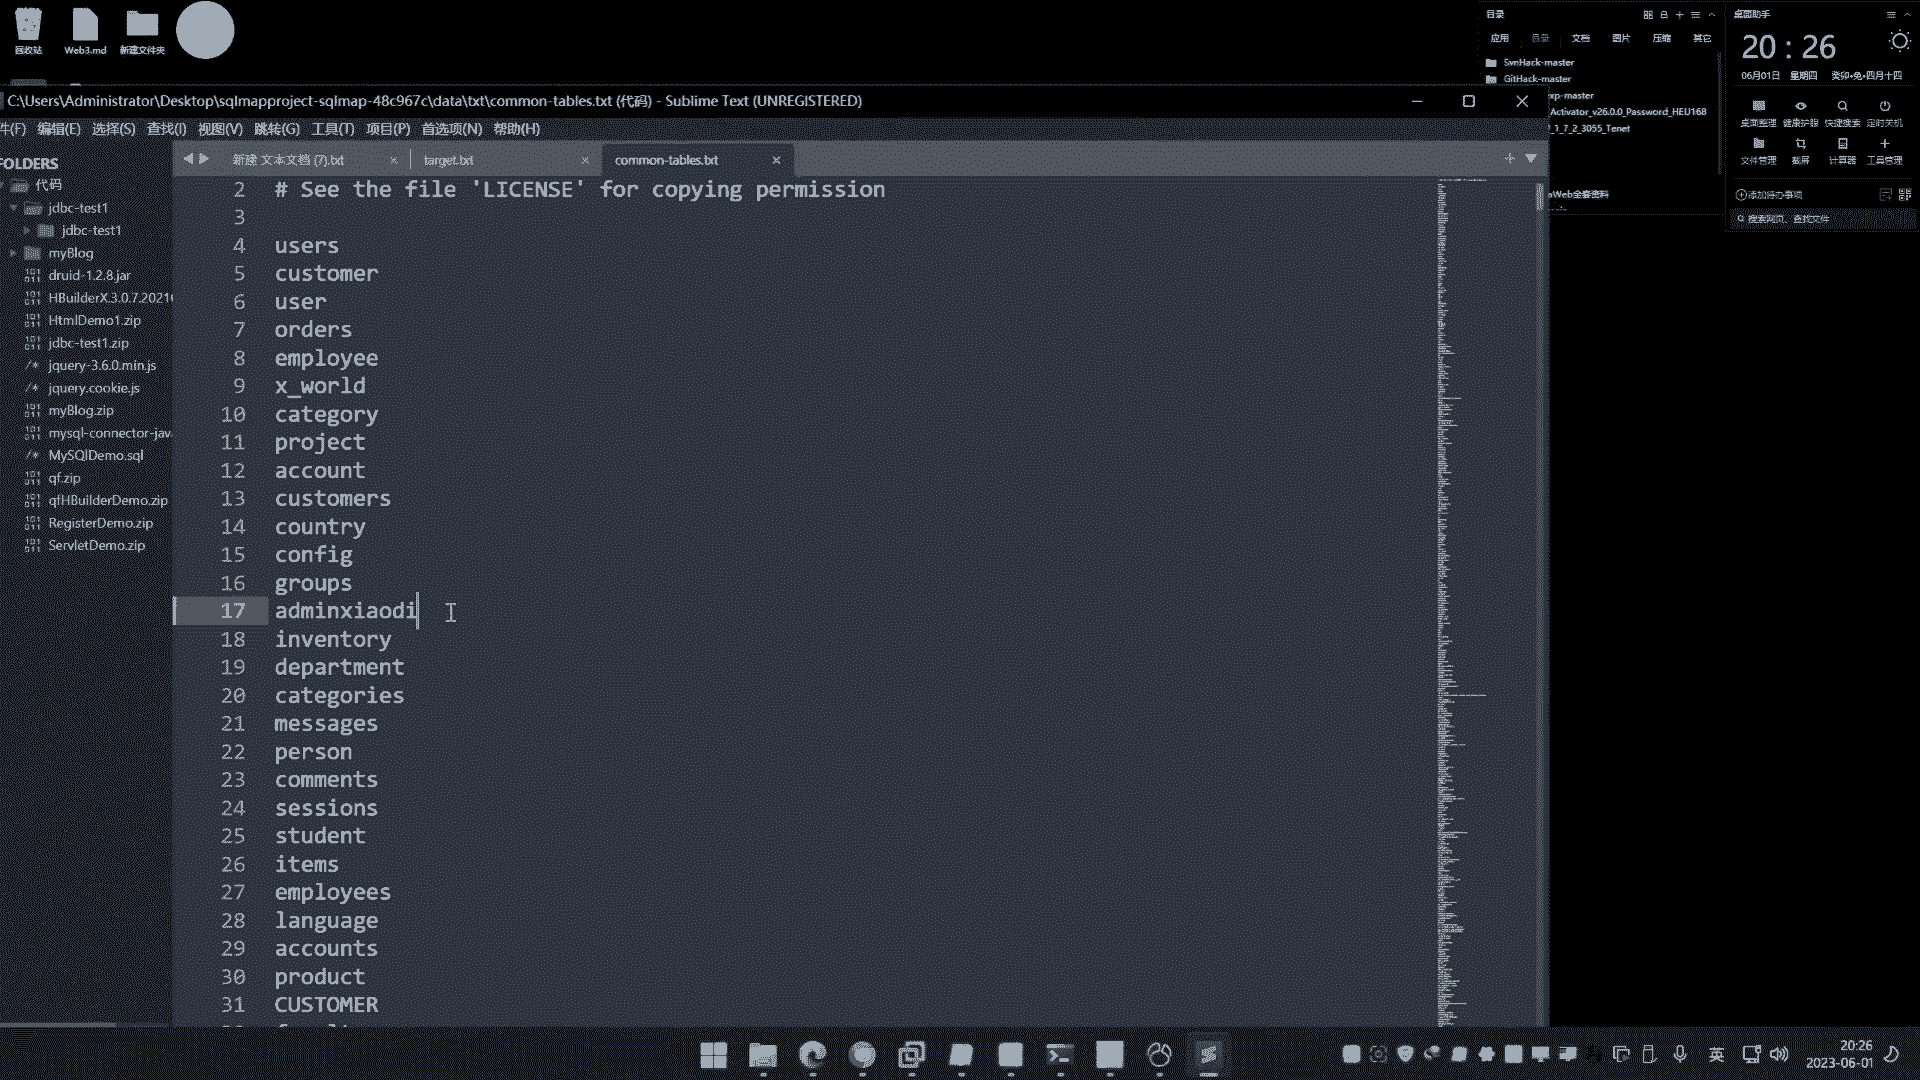 回收站
Web3.md
新建文件夹
目录
应用
目录
文档
图片
压缩
其它
SvnHack-master
GitHack-master
xp-master
Activator_v26.0.0_Password_HEU168
_1_7_2_3055_Tenet
aWeb全套资料
桌面助手
20 : 26
06月01日 星期四 癸卯·兔·四月十四
桌面整理 健康护眼 快捷搜索 定时关机
文件管理 截屏 计算器 工具管理
添加待办事项
搜索网页、查找文件
C:\Users\Administrator\Desktop\sqlmapproject-sqlmap-48c967c\data\txt\common-tables.txt (代码) - Sublime Text (UNREGISTERED)
件(F) 编辑(E) 选择(S) 查找(I) 视图(V) 跳转(G) 工具(T) 项目(P) 首选项(N) 帮助(H)
FOLDERS
代码
jdbc-test1
jdbc-test1
myBlog
druid-1.2.8.jar
HBuilderX.3.0.7.2021
HtmlDemo1.zip
jdbc-test1.zip
jquery-3.6.0.min.js
jquery.cookie.js
myBlog.zip
mysql-connector-jav
MySQlDemo.sql
qf.zip
qfHBuilderDemo.zip
RegisterDemo.zip
ServletDemo.zip
新建 文本文档 (7).txt
target.txt
common-tables.txt
2 # See the file 'LICENSE' for copying permission
3
4 users
5 customer
6 user
7 orders
8 employee
9 x_world
10 category
11 project
12 account
13 customers
14 country
15 config
16 groups
17 adminxiaodi
18 inventory
19 department
20 categories
21 messages
22 person
23 comments
24 sessions
25 student
26 items
27 employees
28 language
29 accounts
30 product
31 CUSTOMER
英
20:26
2023-06-01